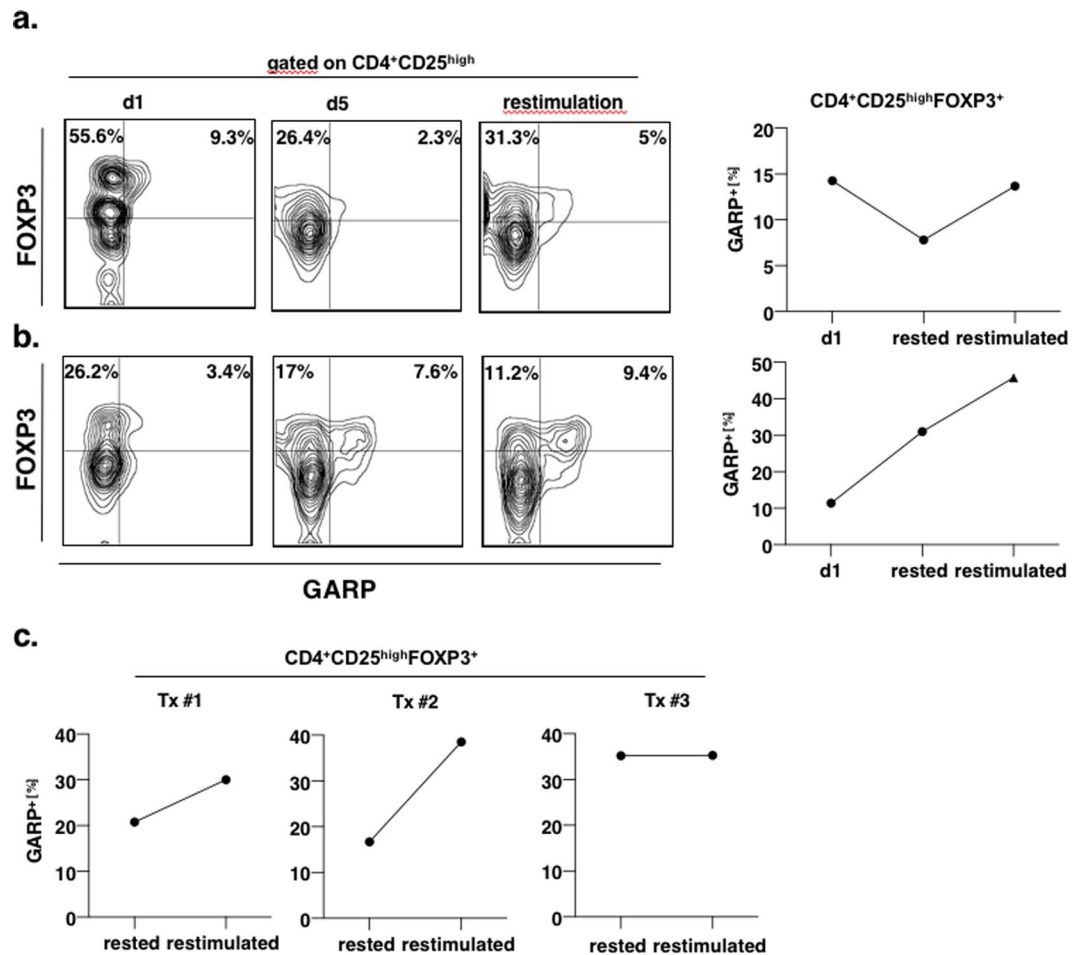 a.
gated on CD4⁺CD25ʰⁱᵍʰ
d1 d5 restimulation
55.6% 9.3% 26.4% 2.3% 31.3% 5%
FOXP3
CD4⁺CD25ʰⁱᵍʰFOXP3⁺
20
15
10
5
0
GARP⁺[%]
d1 rested restimulated
b.
26.2% 3.4% 17% 7.6% 11.2% 9.4%
FOXP3
GARP
50
40
30
20
10
0
GARP⁺[%]
d1 rested restimulated
c.
CD4⁺CD25ʰⁱᵍʰFOXP3⁺
Tx #1 Tx #2 Tx #3
GARP⁺[%]
40 40 40
30 30 30
20 20 20
10 10 10
0 0 0
rested restimulated rested restimulated rested restimulated